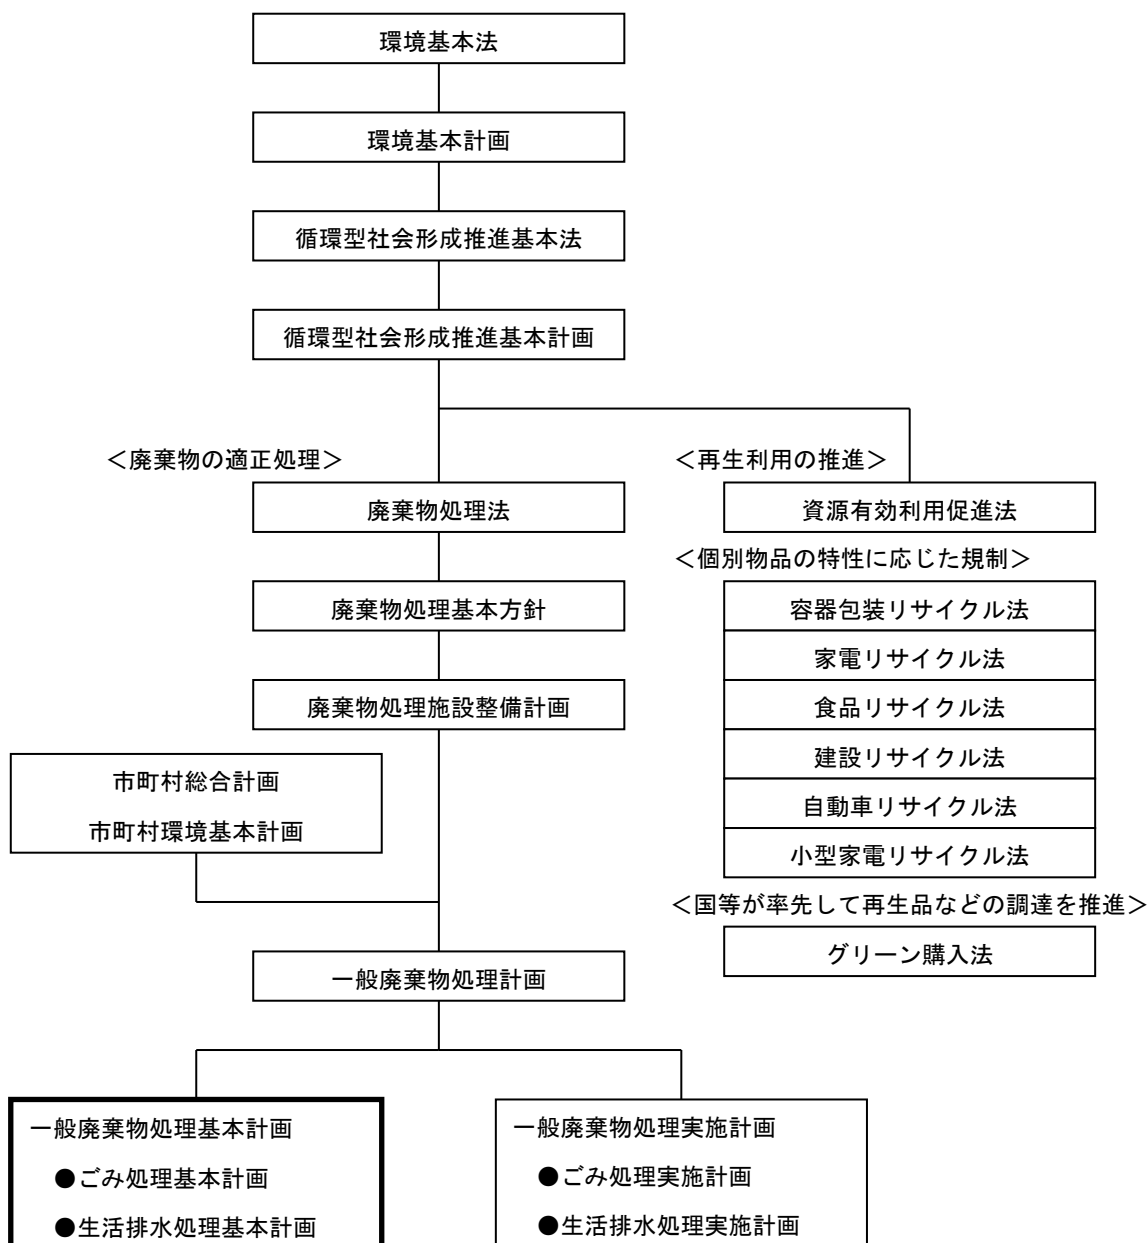 環境基本法
環境基本計画
循環型社会形成推進基本法
循環型社会形成推進基本計画
＜廃棄物の適正処理＞
廃棄物処理法
廃棄物処理基本方針
廃棄物処理施設整備計画
市町村総合計画
市町村環境基本計画
＜再生利用の推進＞
資源有効利用促進法
＜個別物品の特性に応じた規制＞
容器包装リサイクル法
家電リサイクル法
食品リサイクル法
建設リサイクル法
自動車リサイクル法
小型家電リサイクル法
＜国等が率先して再生品などの調達を推進＞
グリーン購入法
一般廃棄物処理計画
一般廃棄物処理基本計画
●ごみ処理基本計画
●生活排水処理基本計画
一般廃棄物処理実施計画
●ごみ処理実施計画
●生活排水処理実施計画